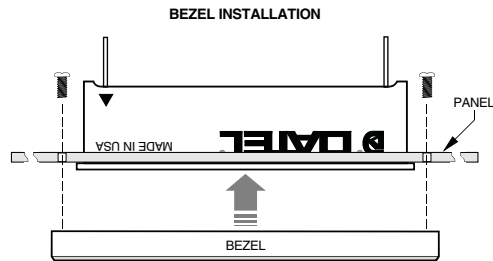 BEZEL INSTALLATION
PANEL
MADE IN USA
DATEL
BEZEL